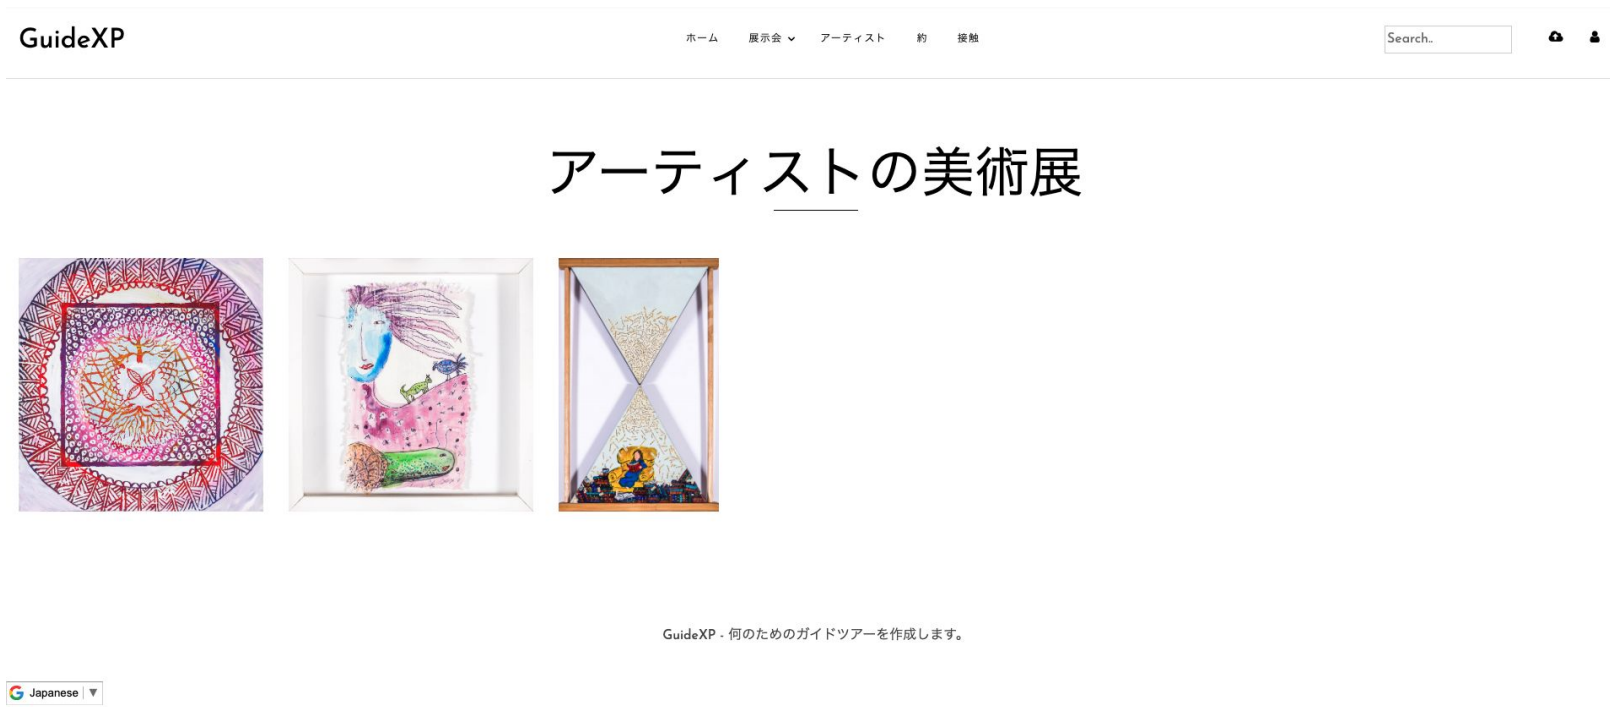 GuideXP
ホーム 展示会 アーティスト 約 接触
Search..
アーティストの美術展
GuideXP - 何のためのガイドツアーを作成します。
Japanese ▼